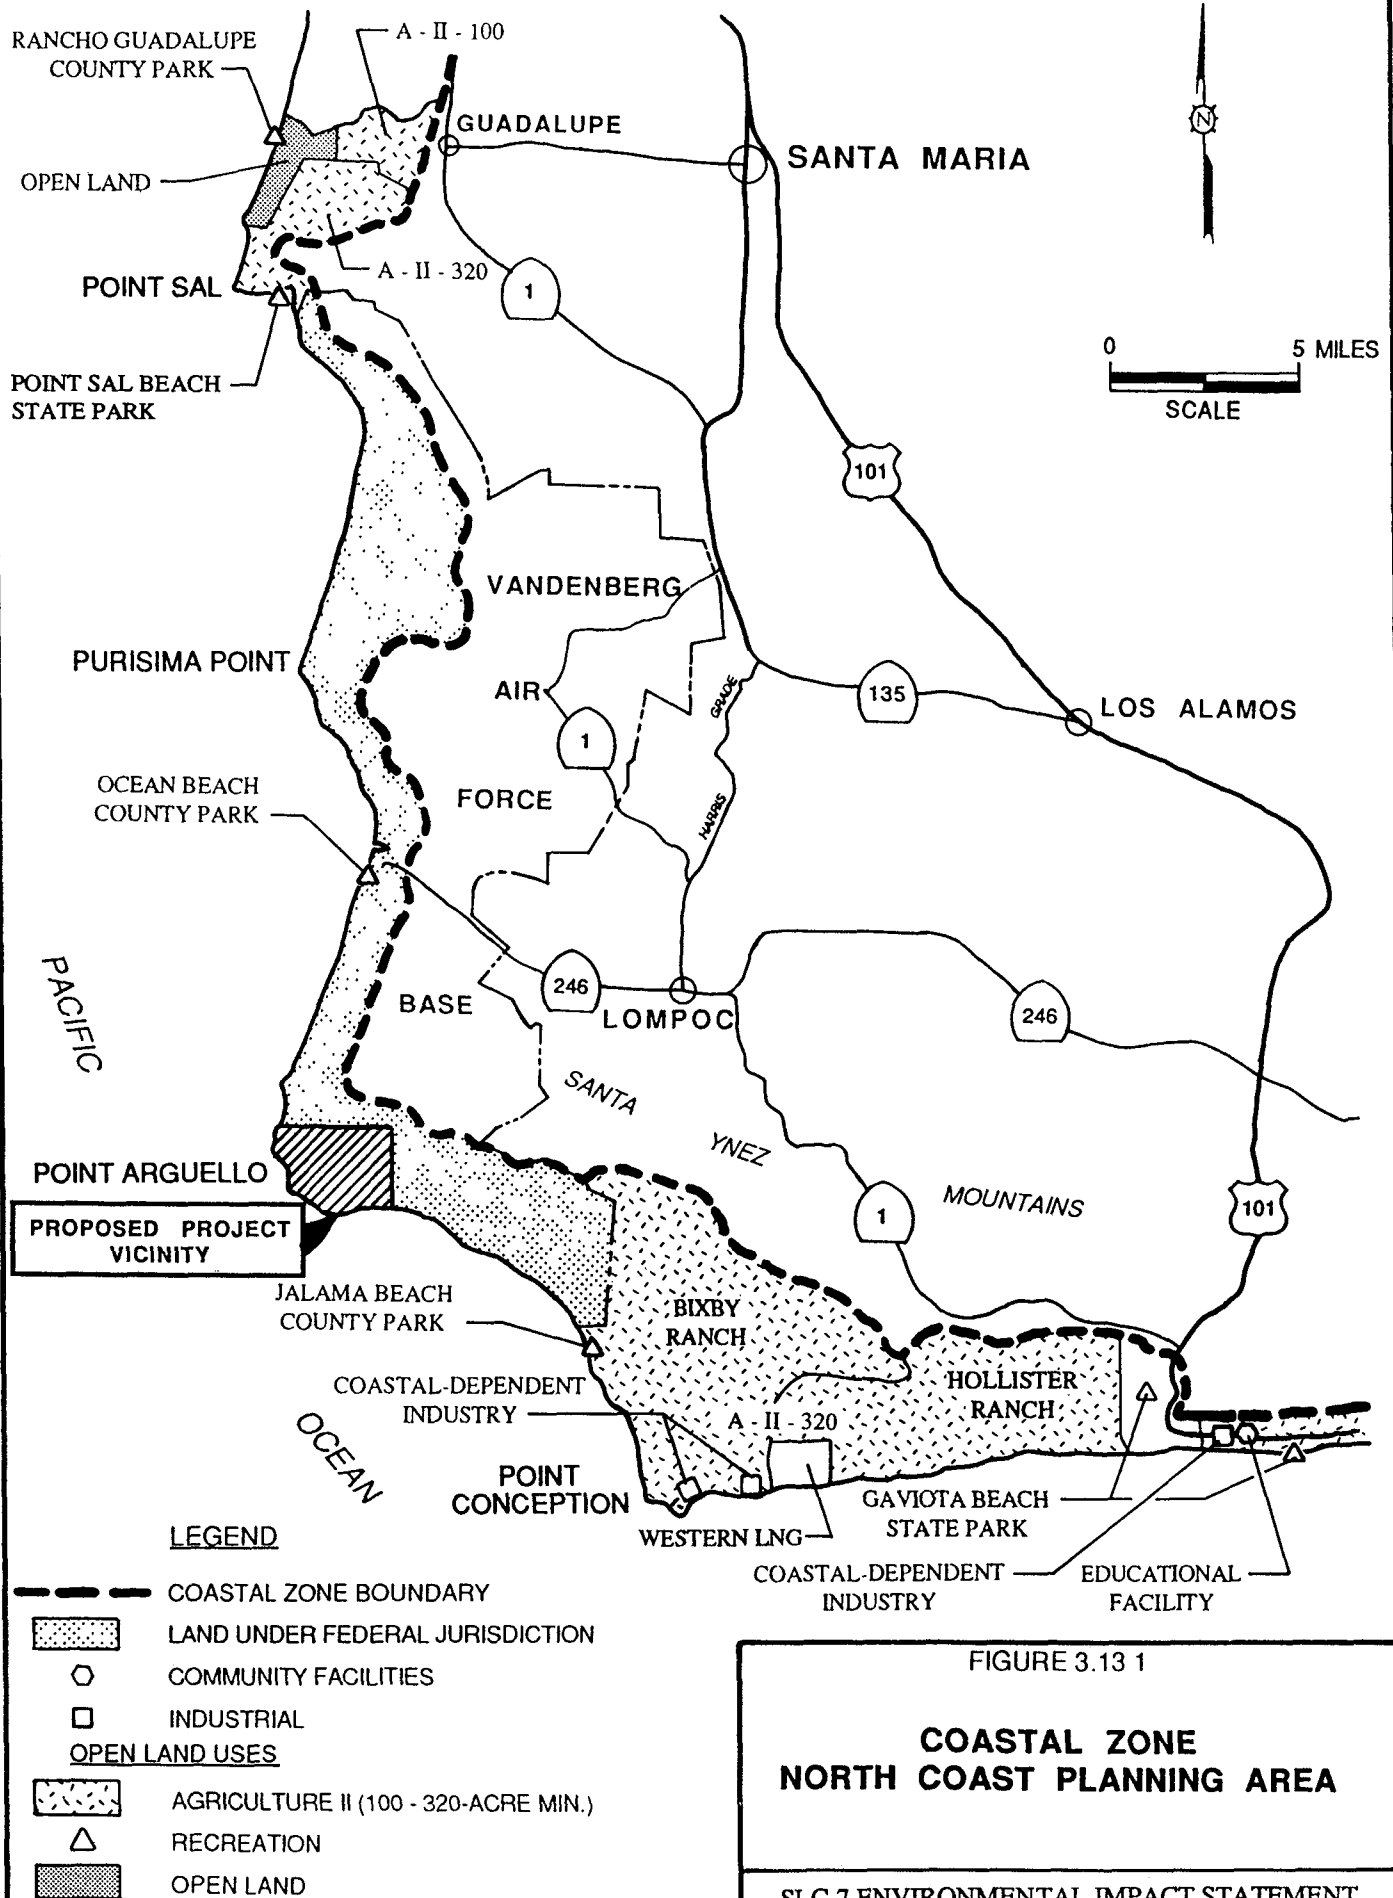 RANCHO GUADALUPE
COUNTY PARK
A - II - 100
GUADALUPE
SANTA MARIA
N
OPEN LAND
A - II - 320
POINT SAL
1
0 5 MILES
SCALE
POINT SAL BEACH
STATE PARK
101
VANDENBERG
PURISIMA POINT
AIR
GRADE
135
LOS ALAMOS
1
OCEAN BEACH
COUNTY PARK
FORCE
HARRIS
PACIFIC
BASE
246
LOMPOC
246
SANTA
YNEZ
MOUNTAINS
POINT ARGUELLO
1
101
PROPOSED PROJECT
VICINITY
JALAMA BEACH
COUNTY PARK
BIXBY
RANCH
COASTAL-DEPENDENT
INDUSTRY
HOLLISTER
RANCH
A - II - 320
OCEAN
POINT
CONCEPTION
GAVIOTA BEACH
STATE PARK
WESTERN LNG
COASTAL-DEPENDENT
INDUSTRY
EDUCATIONAL
FACILITY
LEGEND
COASTAL ZONE BOUNDARY
LAND UNDER FEDERAL JURISDICTION
COMMUNITY FACILITIES
INDUSTRIAL
OPEN LAND USES
AGRICULTURE II (100 - 320-ACRE MIN.)
RECREATION
OPEN LAND
FIGURE 3.13 1
COASTAL ZONE
NORTH COAST PLANNING AREA
SLC 7 ENVIRONMENTAL IMPACT STATEMENT